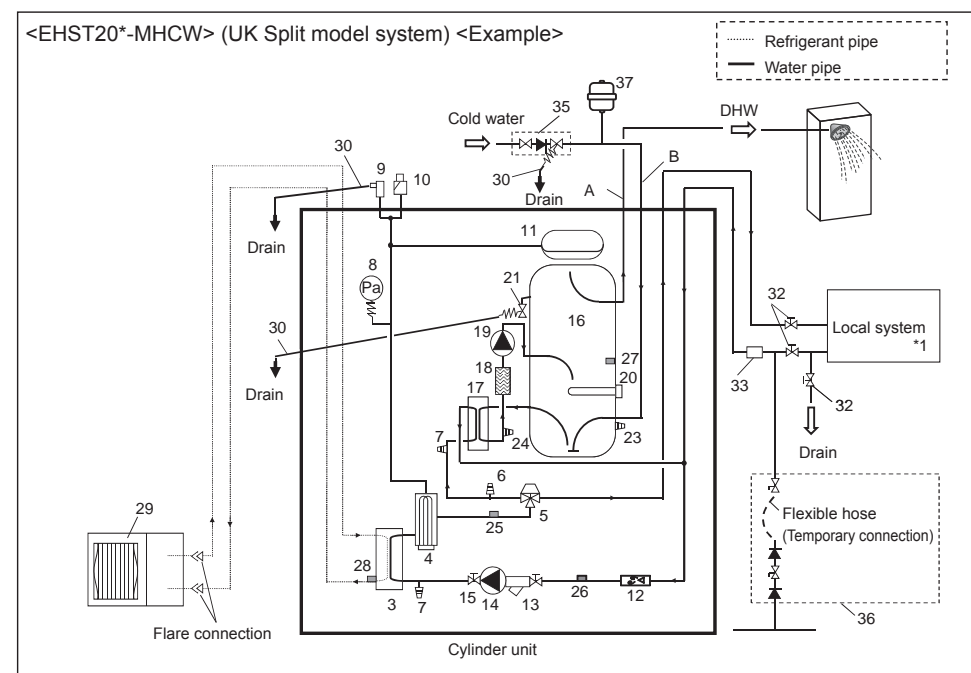 <EHST20*-MHCW> (UK Split model system) <Example>
Refrigerant pipe
Water pipe
37
35
Cold water
DHW
30
9
10
30
Drain
A
B
Drain
11
8
Pa
21
16
32
Local system
*1
30
19
27
Drain
18
20
33
32
17
7
24
23
Drain
6
29
25
5
Flexible hose
(Temporary connection)
4
28
3
7
15
14
13
26
12
36
Flare connection
Cylinder unit